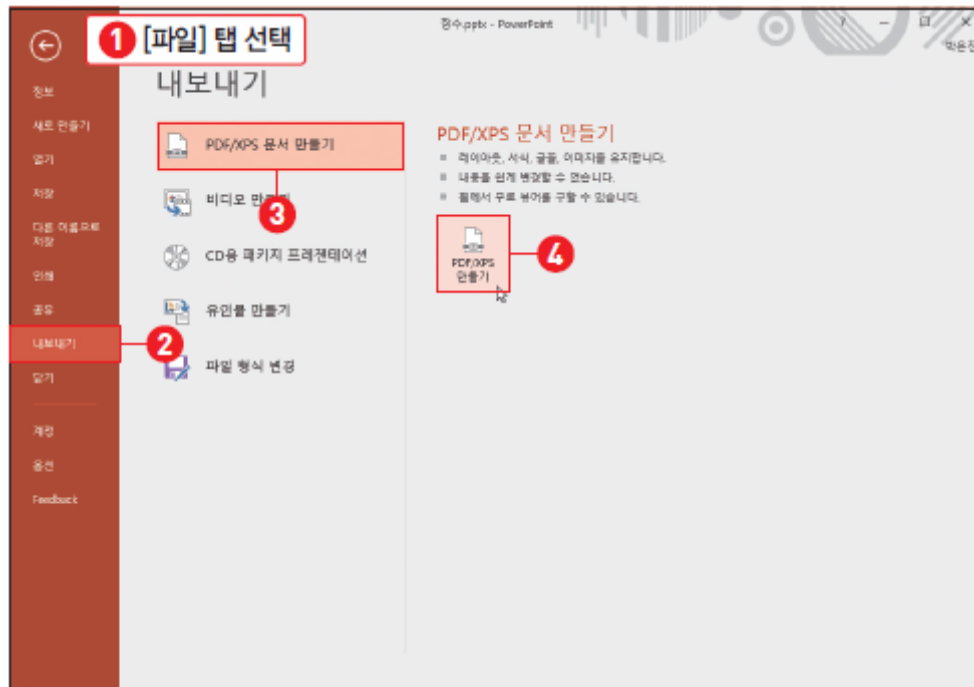 정수.pptx - PowerPoint
?
박은진
1 [파일] 탭 선택
내보내기
정보
새로 만들기
열기
저장
다른 이름으로
저장
인쇄
공유
내보내기
닫기
계정
옵션
Feedback
2
PDF/XPS 문서 만들기
3
비디오 만들기
CD용 패키지 프레젠테이션
유인물 만들기
파일 형식 변경
PDF/XPS 문서 만들기
레이아웃, 서식, 글꼴, 이미지를 유지합니다.
내용을 쉽게 변경할 수 없습니다.
웹에서 무료 뷰어를 구할 수 있습니다.
PDF/XPS
만들기
4